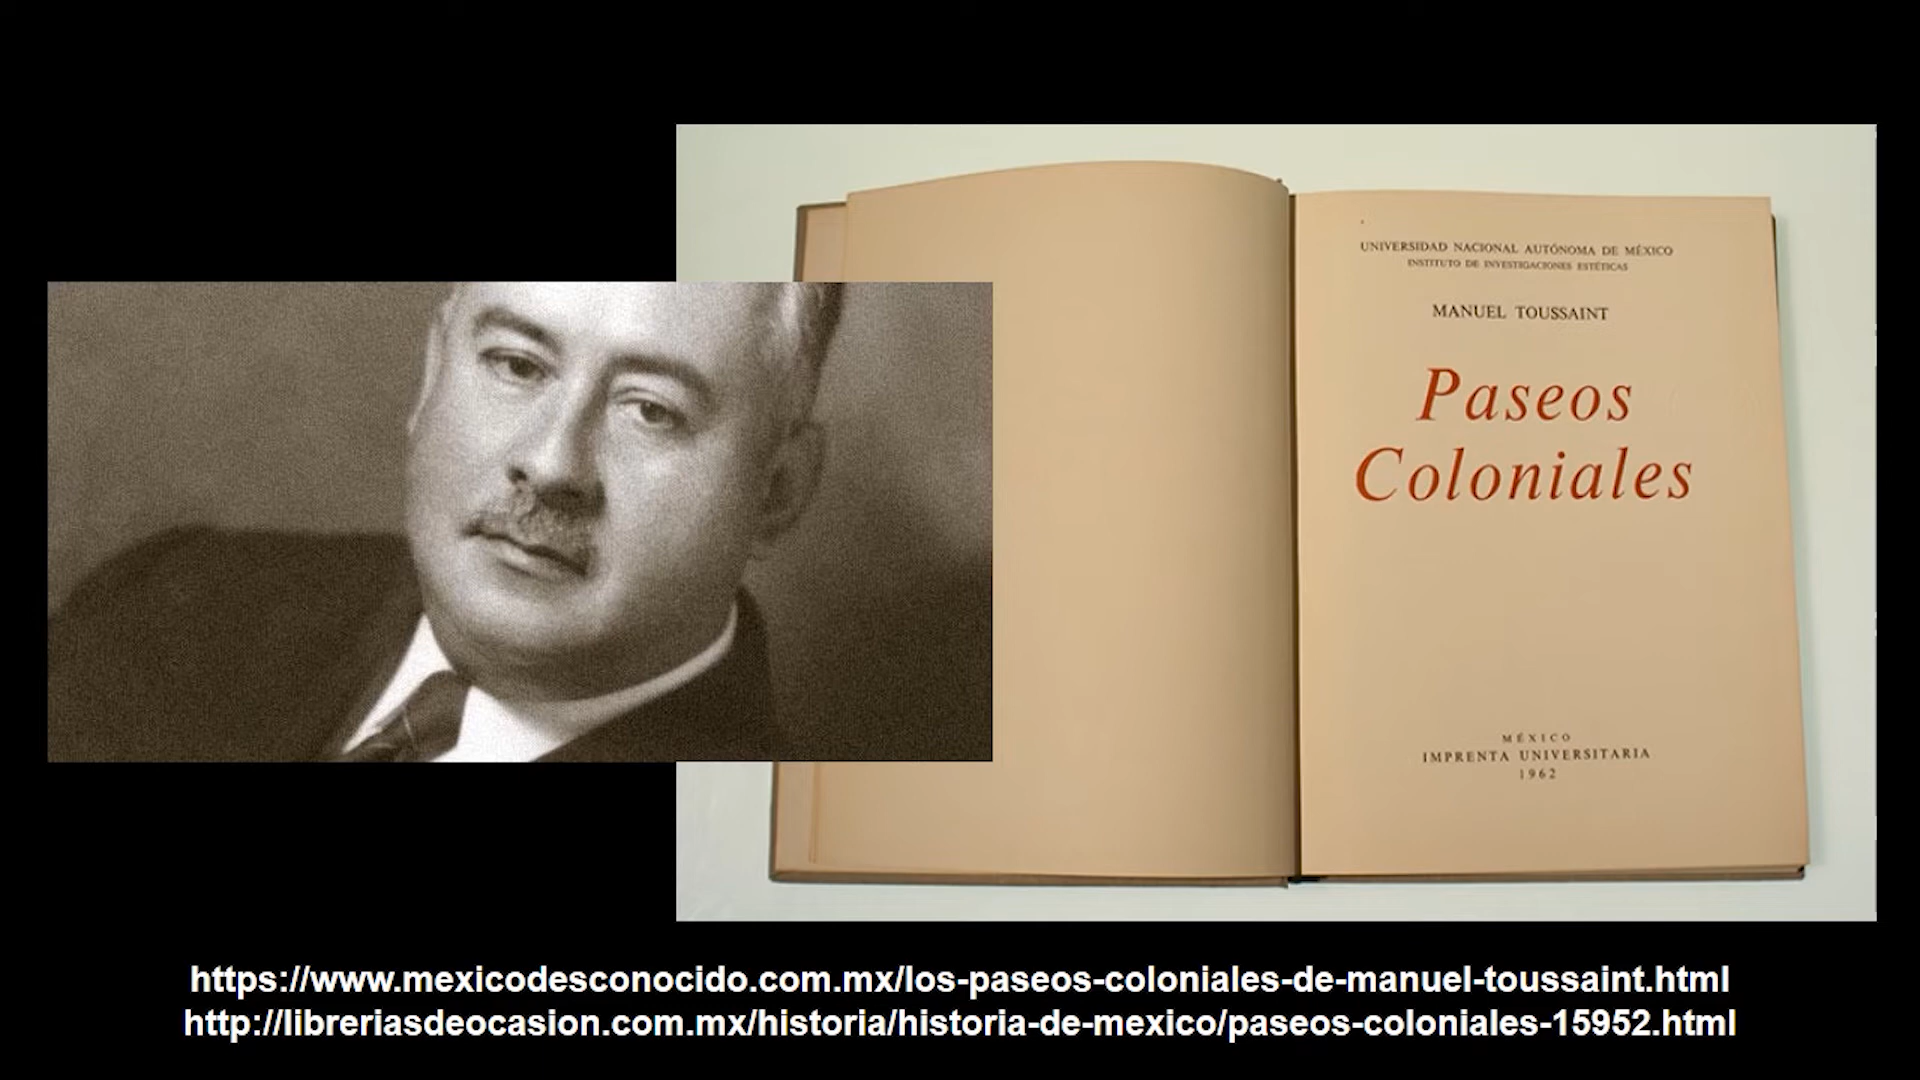 UNIVERSIDAD NACIONAL AUTÓNOMA DE MÉXICO
INSTITUTO DE INVESTIGACIONES ESTÉTICAS
MANUEL TOUSSAINT
Paseos
Coloniales
MÉXICO
IMPRENTA UNIVERSITARIA
1962
https://www.mexicodesconocido.com.mx/los-paseos-coloniales-de-manuel-toussaint.html
http://libreriasdeocasion.com.mx/historia/historia-de-mexico/paseos-coloniales-15952.html